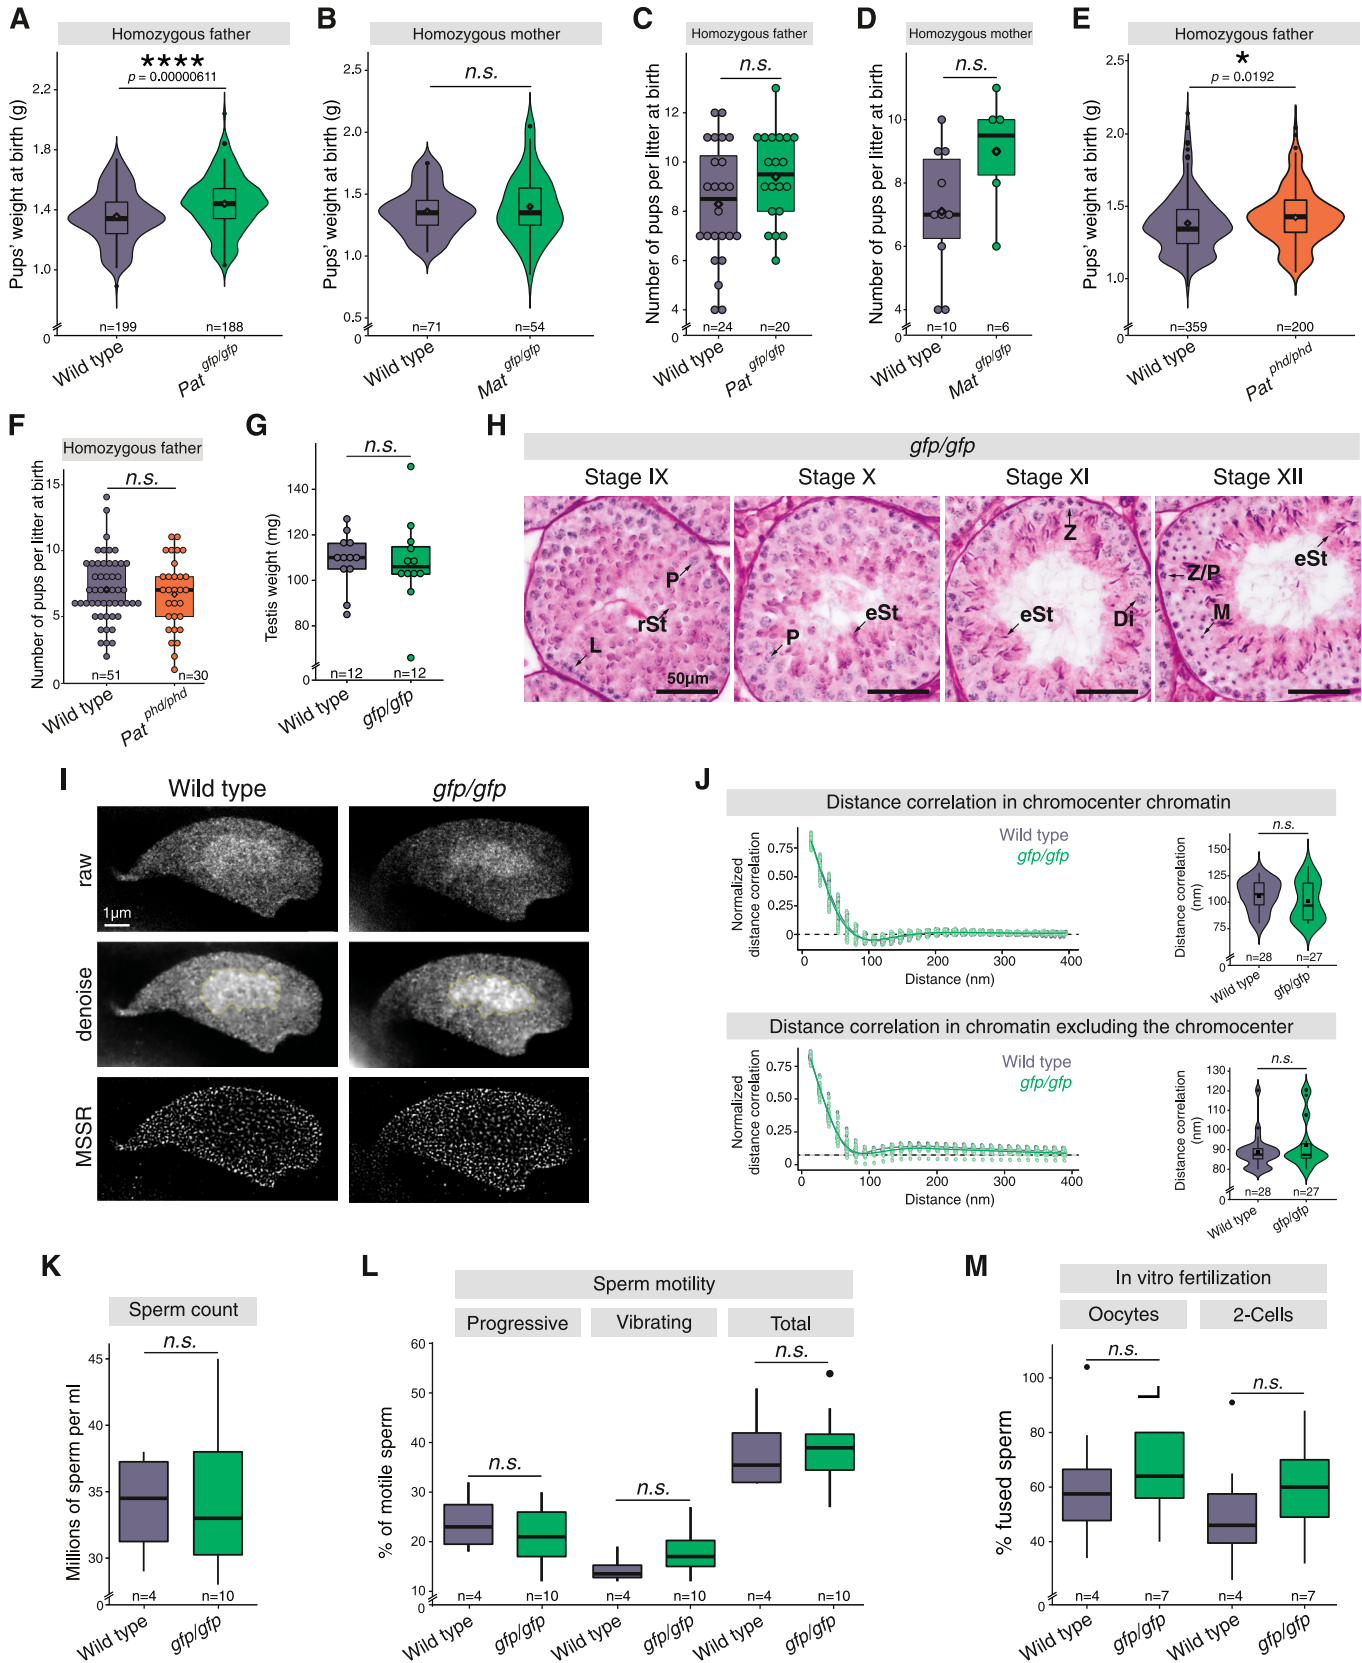 A
Homozygous father
****
p = 0.00000611
Pups' weight at birth (g)
2.2
1.8
1.4
1.0
0
n=199
n=188
Wild type
Pat gfp/gfp
B
Homozygous mother
n.s.
Pups' weight at birth (g)
2.5
2.0
1.5
1.0
0.5
0
n=71
n=54
Wild type
Mat gfp/gfp
C
Homozygous father
n.s.
Number of pups per litter at birth
12
10
8
6
4
0
n=24
n=20
Wild type
Pat gfp/gfp
D
Homozygous mother
n.s.
Number of pups per litter at birth
10
8
6
4
0
n=10
n=6
Wild type
Mat gfp/gfp
E
Homozygous father
*
p = 0.0192
Pups' weight at birth (g)
2.5
2.0
1.5
1.0
0
n=359
n=200
Wild type
Pat phd/phd
F
Homozygous father
n.s.
Number of pups per litter at birth
15
10
5
0
n=51
n=30
Wild type
Pat phd/phd
G
n.s.
Testis weight (mg)
140
120
100
80
0
n=12
n=12
Wild type
gfp/gfp
H
gfp/gfp
Stage IX
Stage X
Stage XI
Stage XII
P
rSt
L
50µm
eSt
P
Z
eSt
Di
eSt
Z/P
M
I
Wild type
gfp/gfp
raw
1µm
denoise
MSSR
J
Distance correlation in chromocenter chromatin
Normalized
distance correlation
0.75
0.50
0.25
0
Wild type
gfp/gfp
0
100
200
300
400
Distance (nm)
n.s.
Distance correlation
(nm)
150
125
100
75
0
n=28
n=27
Wild type
gfp/gfp
Distance correlation in chromatin excluding the chromocenter
Normalized
distance correlation
0.75
0.50
0.25
0
Wild type
gfp/gfp
0
100
200
300
400
Distance (nm)
n.s.
Distance correlation
(nm)
130
120
110
100
90
80
0
n=28
n=27
Wild type
gfp/gfp
K
Sperm count
n.s.
Millions of sperm per ml
45
40
35
30
0
n=4
n=10
Wild type
gfp/gfp
L
Sperm motility
Progressive
Vibrating
Total
n.s.
n.s.
n.s.
% of motile sperm
60
50
40
30
20
10
0
n=4
n=10
n=4
n=10
n=4
n=10
Wild type
gfp/gfp
Wild type
gfp/gfp
Wild type
gfp/gfp
M
In vitro fertilization
Oocytes
2-Cells
n.s.
n.s.
% fused sperm
100
80
60
40
0
n=4
n=7
n=4
n=7
Wild type
gfp/gfp
Wild type
gfp/gfp